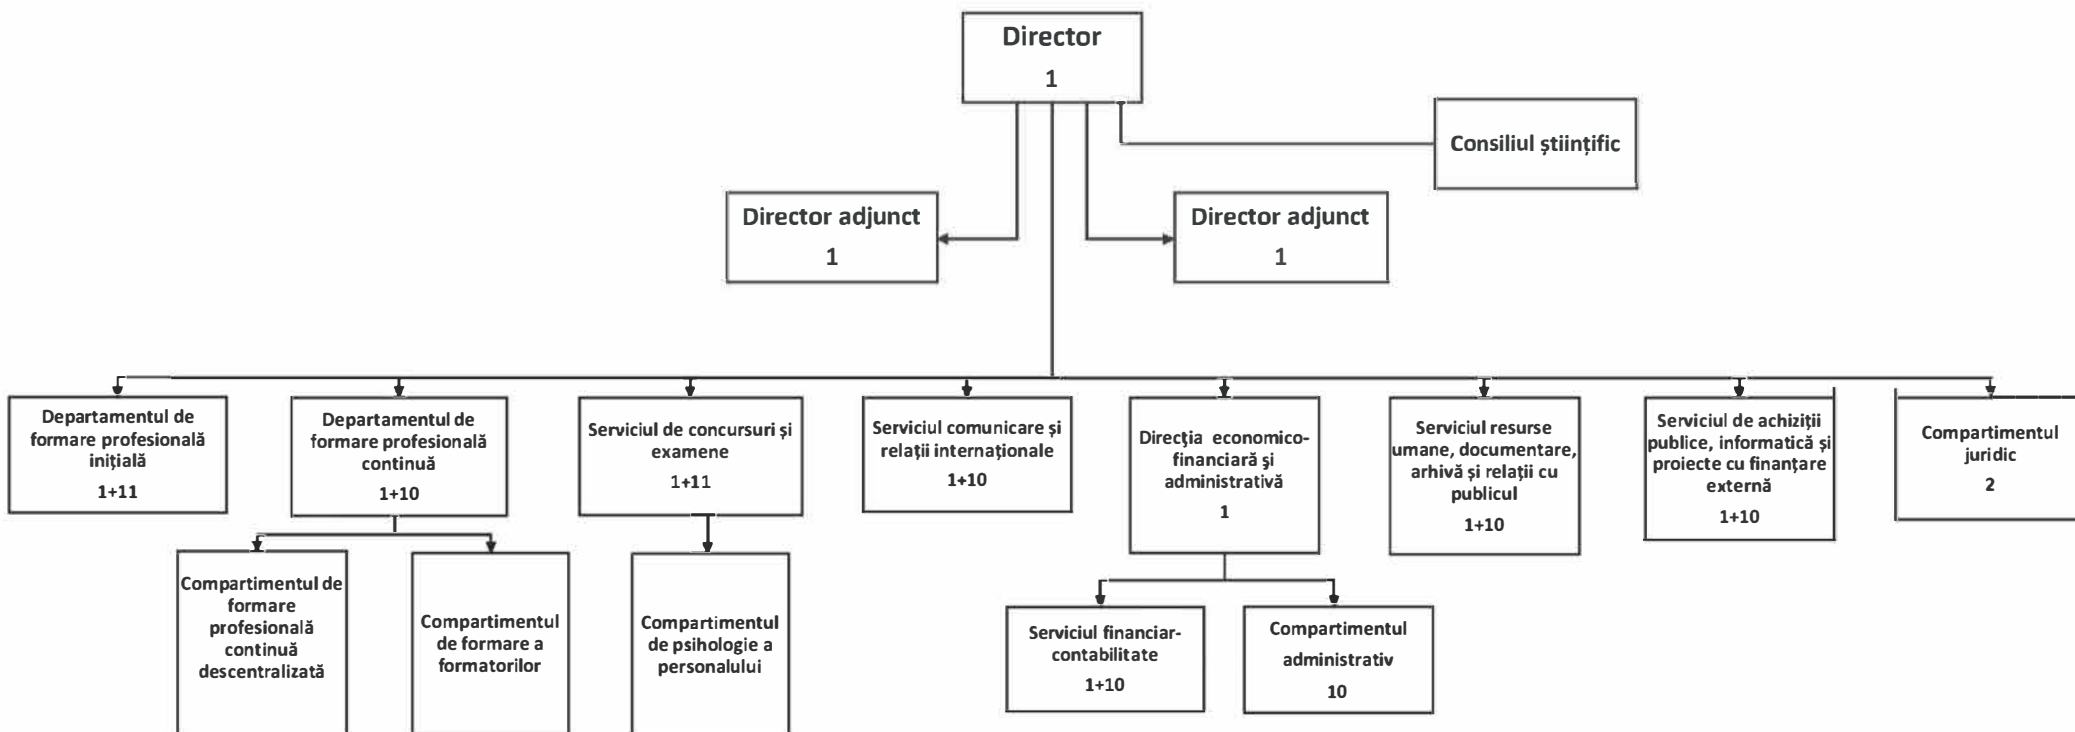 Director
1
Consiliul științific
Director adjunct
1
Director adjunct
1
Departamentul de
formare profesională
inițială
1+11
Departamentul de
formare profesională
continuă
1+10
Serviciul de concursuri și
examene
1+11
Serviciul comunicare și
relații internaționale
1+10
Direcţia economico-
financiară şi
administrativă
1
Serviciul resurse
umane, documentare,
arhivă și relații cu
publicul
1+10
Serviciul de achiziții
publice, informatică și
proiecte cu finanțare
externă
1+10
Compartimentul
juridic
2
Compartimentul de
formare
profesională
continuă
descentralizată
Compartimentul
de formare a
formatorilor
Compartimentul
de psihologie a
personalului
Serviciul financiar-
contabilitate
1+10
Compartimentul
administrativ
10